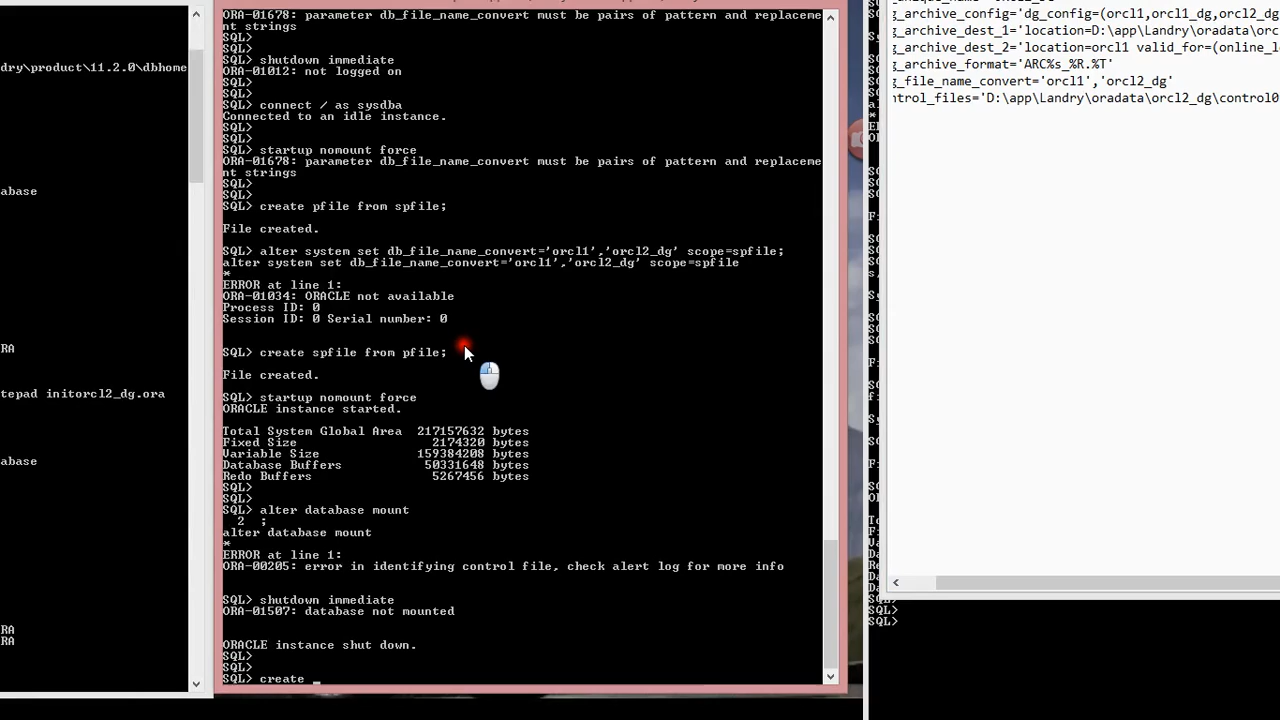 dry\product\11.2.0\dbhome
abase
RA
tepad initorcl2_dg.ora
abase
RA
RA
ORA-01678: parameter db_file_name_convert must be pairs of pattern and replaceme
nt strings
SQL>
SQL>
SQL> shutdown immediate
ORA-01012: not logged on
SQL>
SQL>
SQL> connect / as sysdba
Connected to an idle instance.
SQL>
SQL>
SQL> startup nomount force
ORA-01678: parameter db_file_name_convert must be pairs of pattern and replaceme
nt strings
SQL>
SQL>
SQL> create pfile from spfile;
File created.
SQL> alter system set db_file_name_convert='orcl1','orcl2_dg' scope=spfile;
alter system set db_file_name_convert='orcl1','orcl2_dg' scope=spfile
*
ERROR at line 1:
ORA-01034: ORACLE not available
Process ID: 0
Session ID: 0 Serial number: 0
SQL> create spfile from pfile;
File created.
SQL> startup nomount force
ORACLE instance started.
Total System Global Area  217157632 bytes
Fixed Size                  2174320 bytes
Variable Size             159384208 bytes
Database Buffers           50331648 bytes
Redo Buffers                5267456 bytes
SQL>
SQL>
SQL> alter database mount
2  ;
alter database mount
*
ERROR at line 1:
ORA-00205: error in identifying control file, check alert log for more info
SQL> shutdown immediate
ORA-01507: database not mounted
ORACLE instance shut down.
SQL>
SQL>
SQL> create _
g_archive_config='dg_config=(orcl1,orcl1_dg,orcl2_dg
g_archive_dest_1='location=D:\app\Landry\oradata\orc
g_archive_dest_2='location=orcl1 valid_for=(online_l
g_archive_format='ARC%s_%R.%T'
g_file_name_convert='orcl1','orcl2_dg'
ntrol_files='D:\app\Landry\oradata\orcl2_dg\control0
SQL>
SQL>